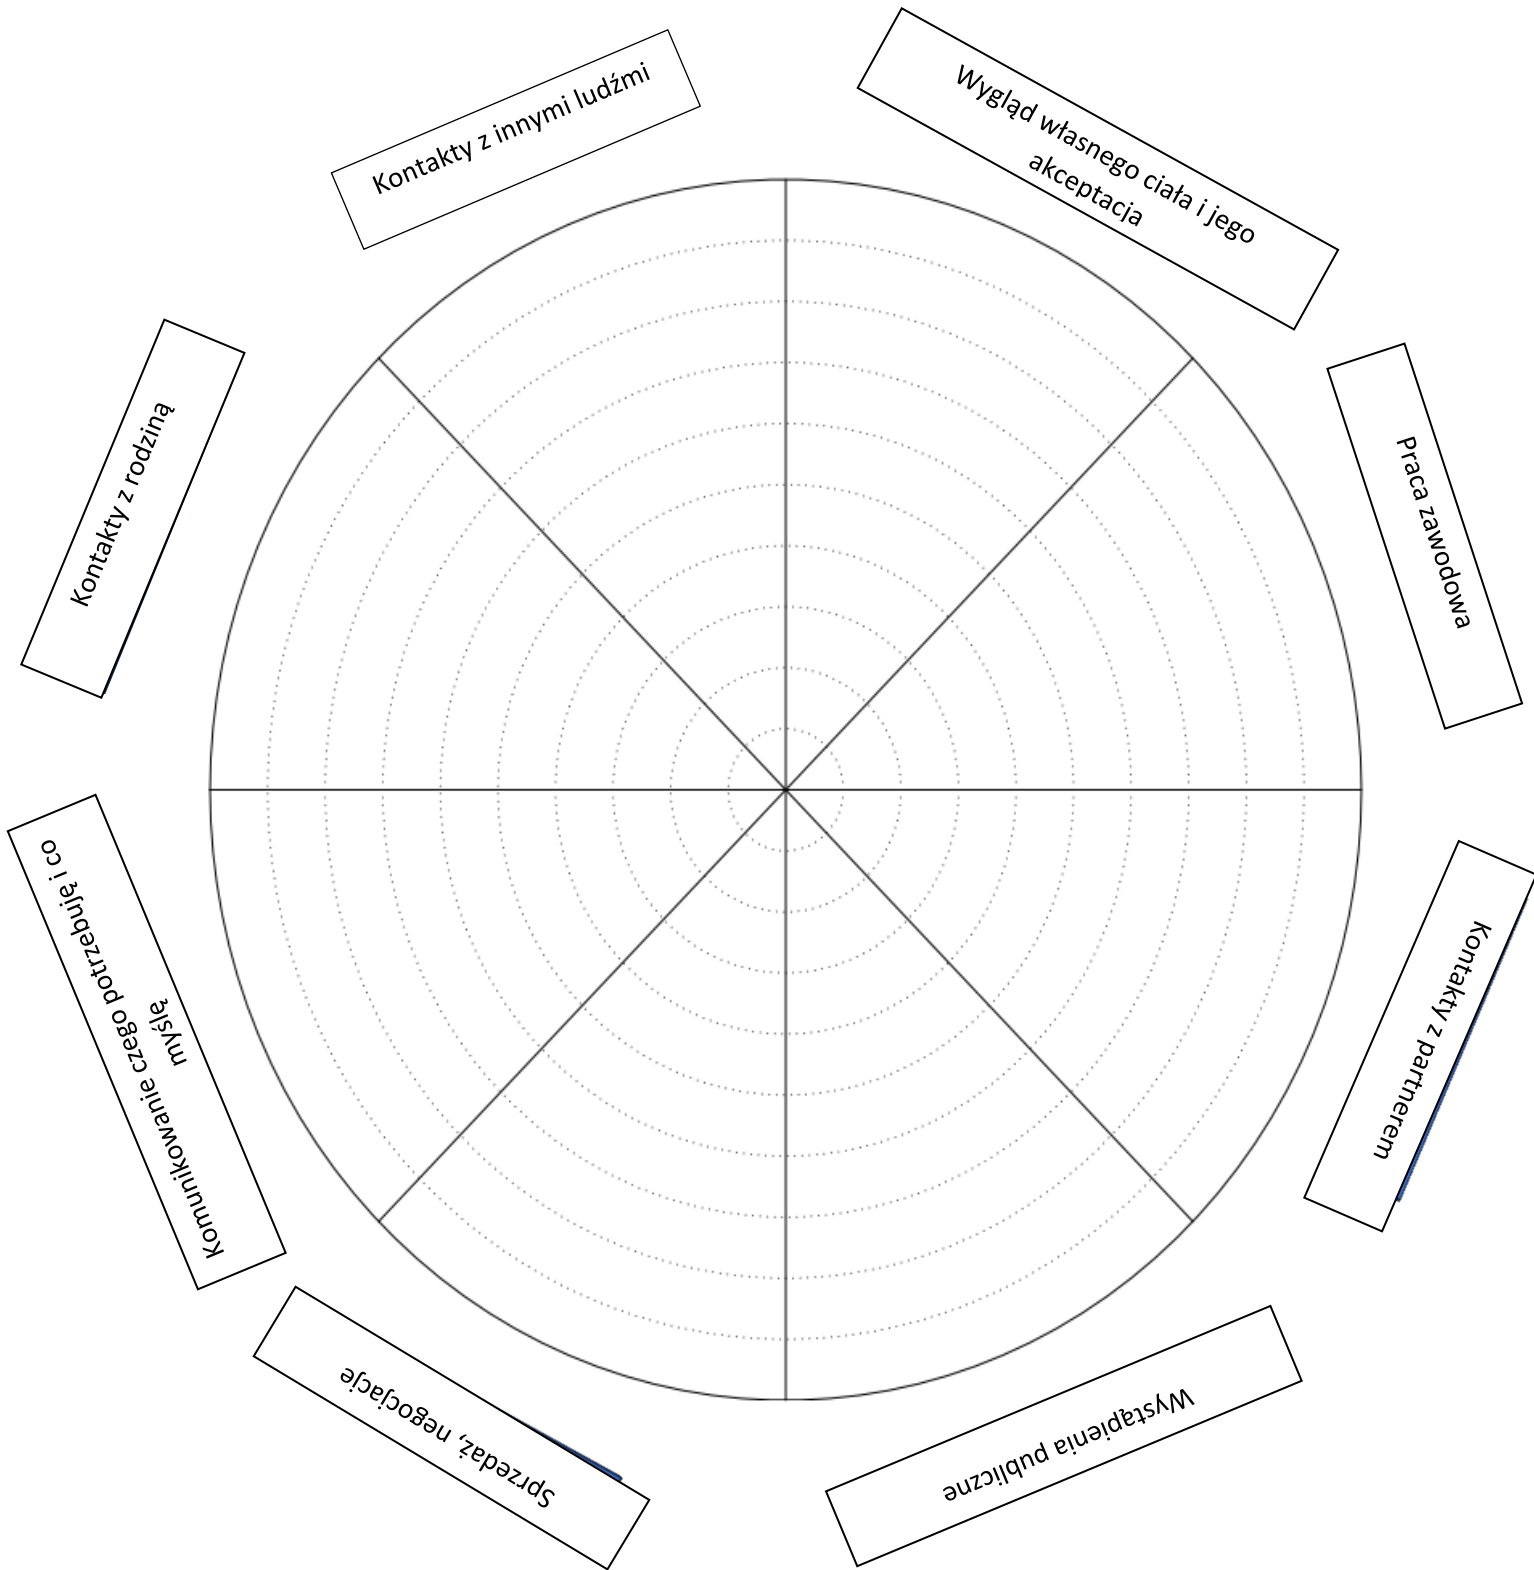 Kontakty z innymi ludźmi
Wygląd własnego ciała i jego
akceptacja
Praca zawodowa
Kontakty z partnerem
Wystąpienia publiczne
Sprzedaż, negocjacje
Komunikowanie czego potrzebuję i co
myślę
Kontakty z rodziną